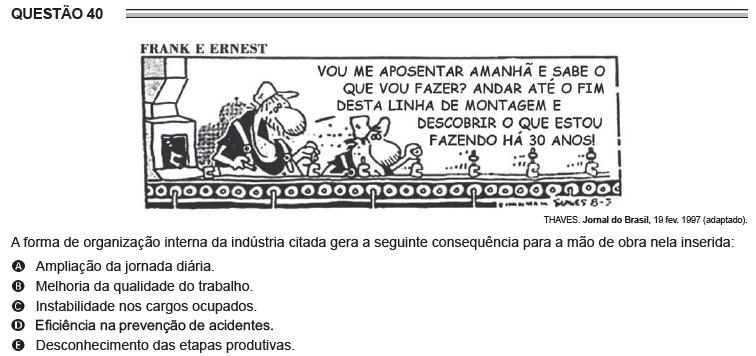 QUESTÃO 40
FRANK E ERNEST
VOU ME APOSENTAR AMANHÃ E SABE O
QUE VOU FAZER? ANDAR ATÉ O FIM
DESTA LINHA DE MONTAGEM E
DESCOBRIR O QUE ESTOU
FAZENDO HÁ 30 ANOS!
THAVES 8-3
THAVES. Jornal do Brasil, 19 fev. 1997 (adaptado).
A forma de organização interna da indústria citada gera a seguinte consequência para a mão de obra nela inserida:
A Ampliação da jornada diária.
B Melhoria da qualidade do trabalho.
C Instabilidade nos cargos ocupados.
D Eficiência na prevenção de acidentes.
E Desconhecimento das etapas produtivas.